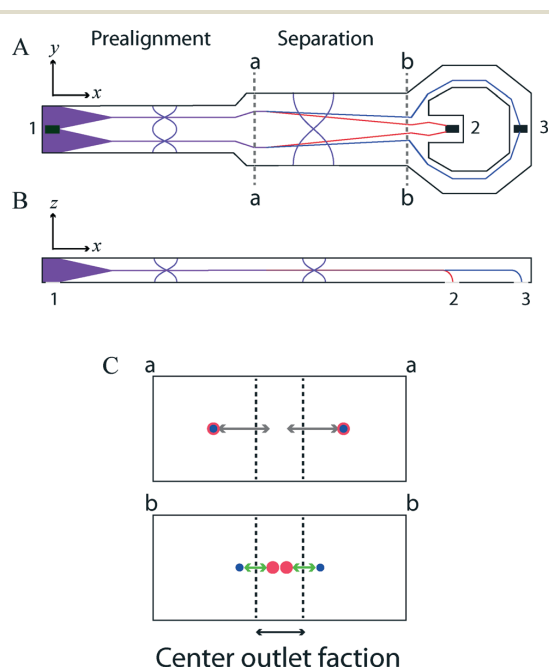 Prealignment Separation
A
y
x
a b
1 2 3
a b
B
z
x
1 2 3
C
a a
b b
Center outlet faction